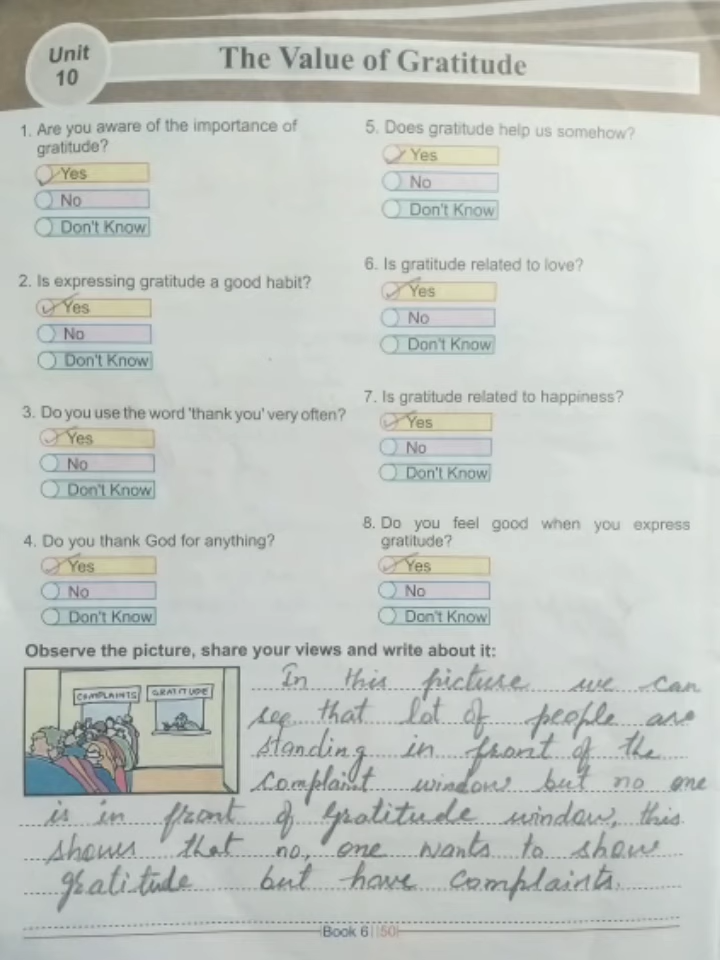 Unit
10
The Value of Gratitude
1. Are you aware of the importance of
gratitude?
Yes
No
Don't Know
2. Is expressing gratitude a good habit?
Yes
No
Don't Know
3. Do you use the word 'thank you' very often?
Yes
No
Don't Know
4. Do you thank God for anything?
Yes
No
Don't Know
5. Does gratitude help us somehow?
Yes
No
Don't Know
6. Is gratitude related to love?
Yes
No
Don't Know
7. Is gratitude related to happiness?
Yes
No
Don't Know
8. Do you feel good when you express
gratitude?
Yes
No
Don't Know
Observe the picture, share your views and write about it:
COMPLAINTS
GRATITUDE
In this picture we can
see that lot of people are
standing in front of the
complaint window but no one
is in front of gratitude window, this
shows that no, one wants to show
gratitude but have complaints.
Book 6||50|